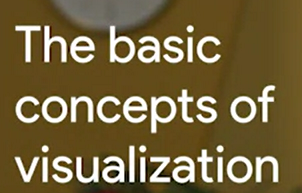 The basic
concepts of
visualization